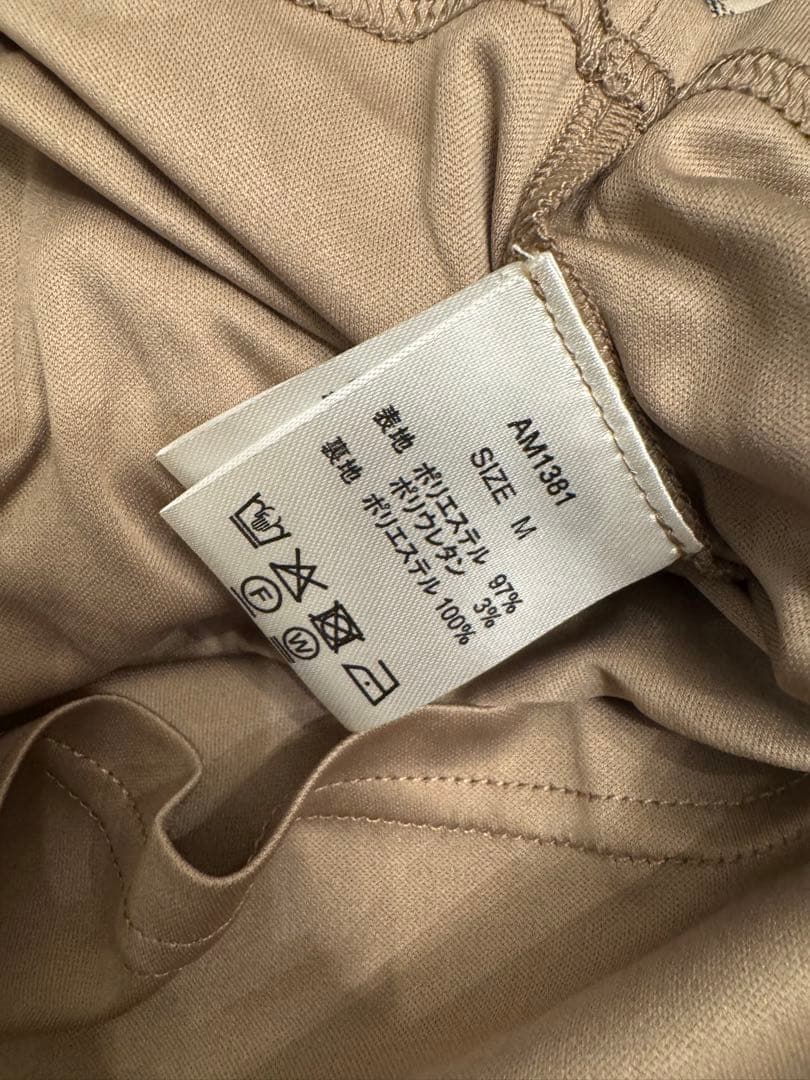 AM1381
SIZE M
表地 ポリエステル 97%
ポリウレタン 3%
裏地 ポリエステル 100%
F
W